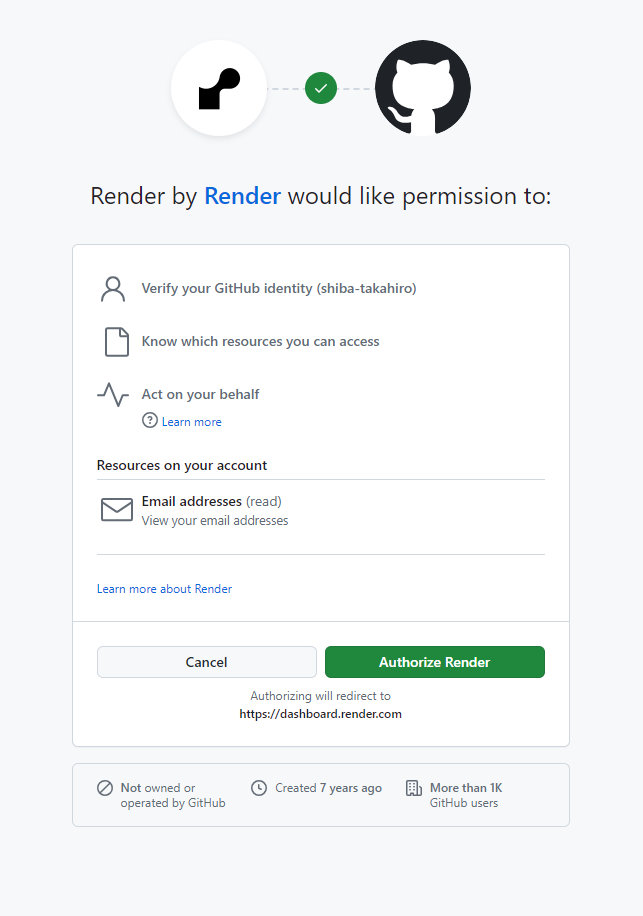 Render by Render would like permission to:
Verify your GitHub identity (shiba-takahiro)
Know which resources you can access
Act on your behalf
Learn more
Resources on your account
Email addresses (read)
View your email addresses
Learn more about Render
Cancel
Authorize Render
Authorizing will redirect to
https://dashboard.render.com
Not owned or
operated by GitHub
Created 7 years ago
More than 1K
GitHub users